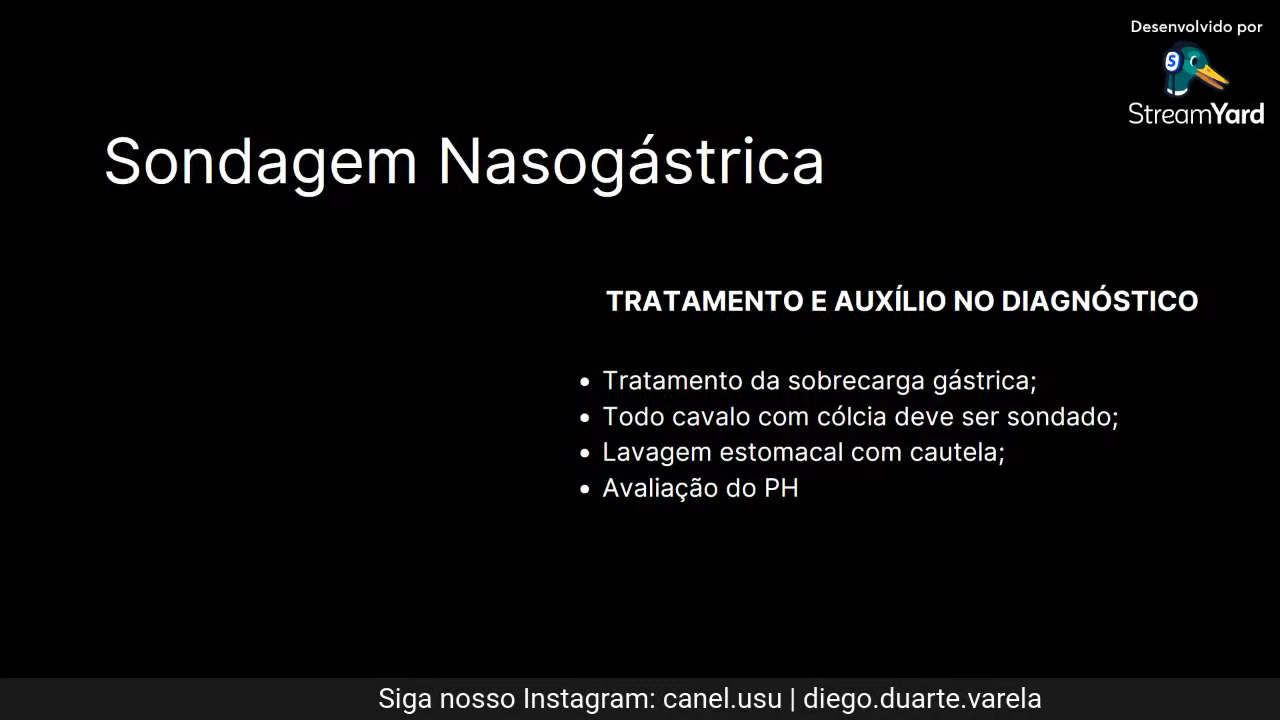 Desenvolvido por
StreamYard
Sondagem Nasogástrica
TRATAMENTO E AUXÍLIO NO DIAGNÓSTICO
• Tratamento da sobrecarga gástrica;
• Todo cavalo com cólcia deve ser sondado;
• Lavagem estomacal com cautela;
• Avaliação do PH
Siga nosso Instagram: canel.usu | diego.duarte.varela